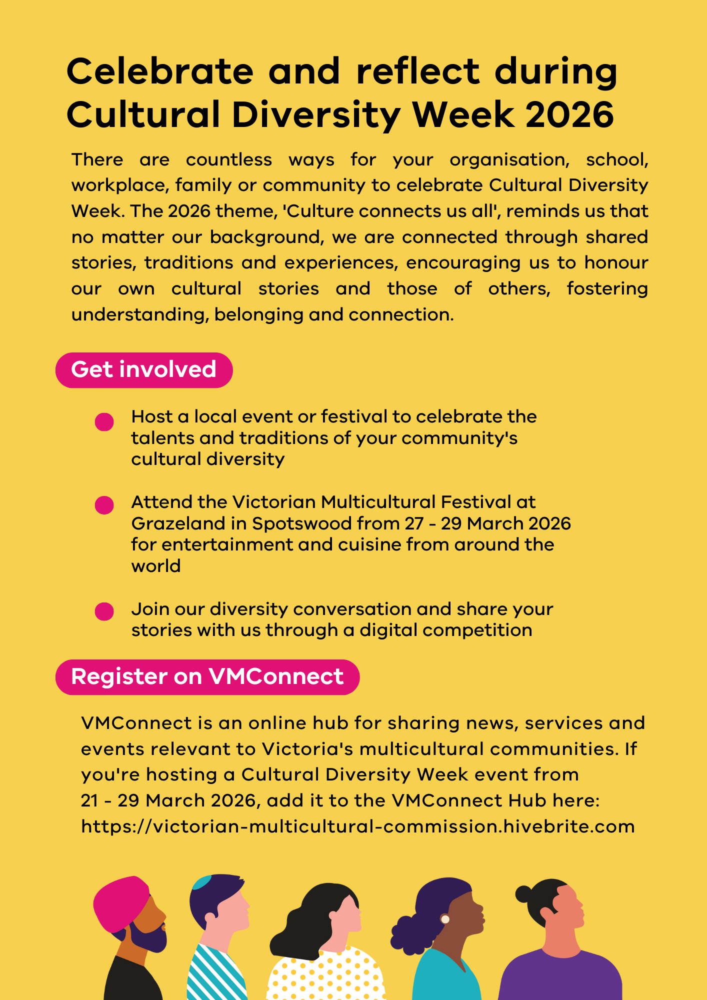 Celebrate and reflect during
Cultural Diversity Week 2026
There are countless ways for your organisation, school,
workplace, family or community to celebrate Cultural Diversity
Week. The 2026 theme, 'Culture connects us all', reminds us that
no matter our background, we are connected through shared
stories, traditions and experiences, encouraging us to honour
our own cultural stories and those of others, fostering
understanding, belonging and connection.
Get involved
Host a local event or festival to celebrate the
talents and traditions of your community's
cultural diversity
Attend the Victorian Multicultural Festival at
Grazeland in Spotswood from 27 - 29 March 2026
for entertainment and cuisine from around the
world
Join our diversity conversation and share your
stories with us through a digital competition
Register on VMConnect
VMConnect is an online hub for sharing news, services and
events relevant to Victoria's multicultural communities. If
you're hosting a Cultural Diversity Week event from
21 - 29 March 2026, add it to the VMConnect Hub here:
https://victorian-multicultural-commission.hivebrite.com